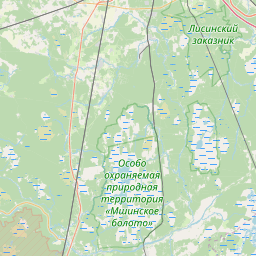 Лисинский
заказник
Особо
охраняемая
природная
территория
«Мшинское
болото»